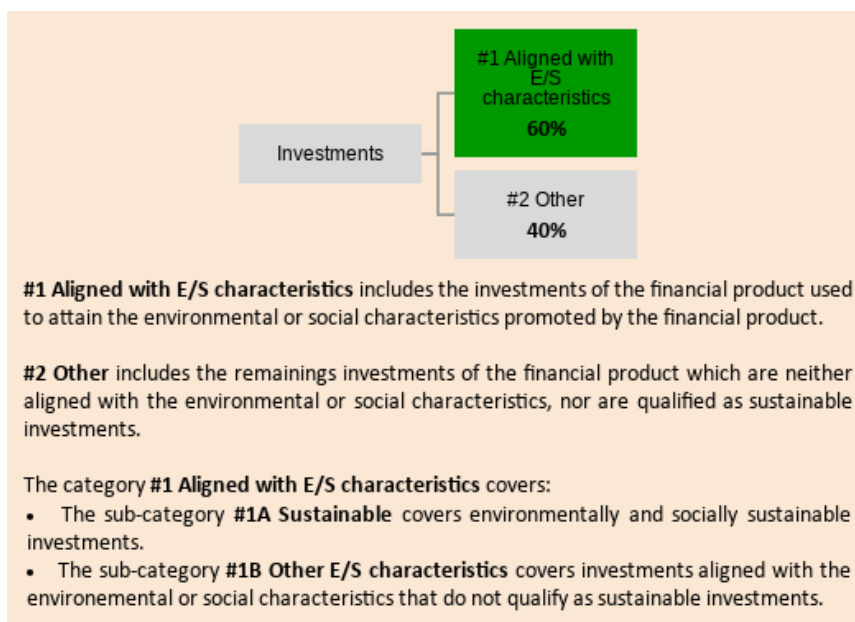 #1 Aligned with
E/S
characteristics
60%
Investments
#2 Other
40%
#1 Aligned with E/S characteristics includes the investments of the financial product used
to attain the environmental or social characteristics promoted by the financial product.
#2 Other includes the remainings investments of the financial product which are neither
aligned with the environmental or social characteristics, nor are qualified as sustainable
investments.
The category #1 Aligned with E/S characteristics covers:
• The sub-category #1A Sustainable covers environmentally and socially sustainable
investments.
• The sub-category #1B Other E/S characteristics covers investments aligned with the
environemental or social characteristics that do not qualify as sustainable investments.